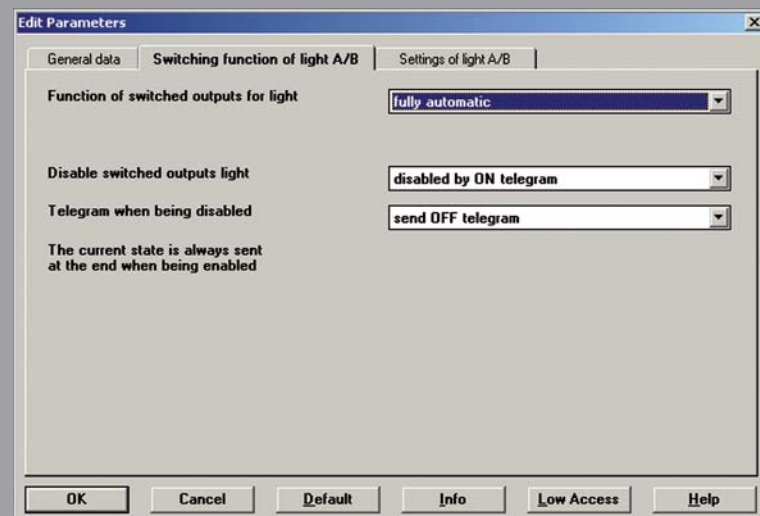 Edit Parameters
General data
Switching function of light A/B
Settings of light A/B
Function of switched outputs for light
fully automatic
Disable switched outputs light
disabled by ON telegram
Telegram when being disabled
send OFF telegram
The current state is always sent
at the end when being enabled
OK
Cancel
Default
Info
Low Access
Help